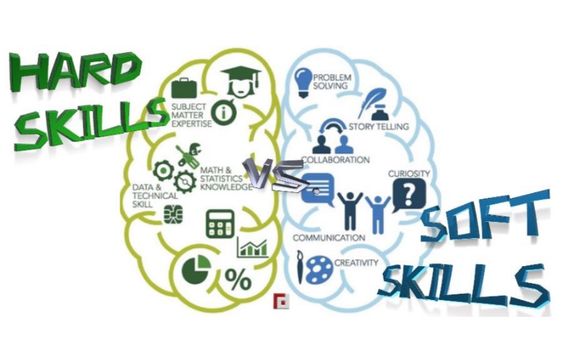 HARD
SKILLS
SUBJECT
MATTER
EXPERTISE
MATH &
STATISTICS
KNOWLEDGE
DATA &
TECHNICAL
SKILL
%
VS.
PROBLEM
SOLVING
STORY TELLING
COLLABORATION
CURIOSITY
?
COMMUNICATION
CREATIVITY
SOFT
SKILLS